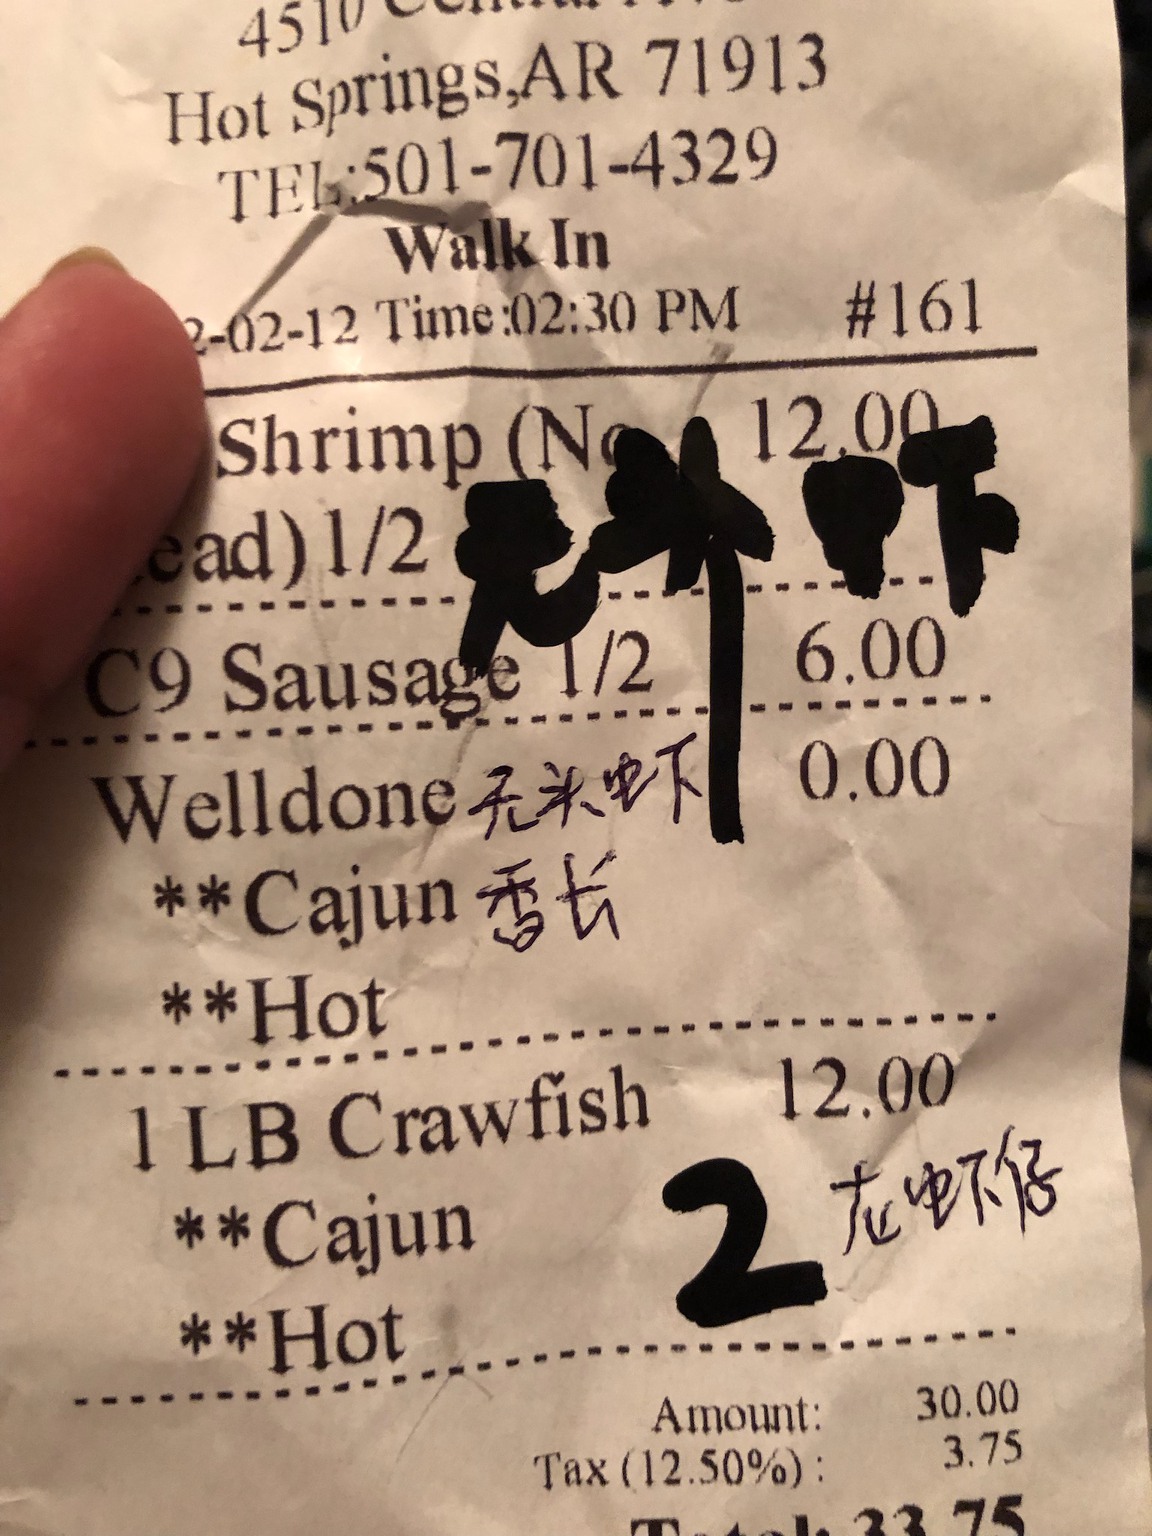 4510 Central
Hot Springs,AR 71913
TEL:501-701-4329
Walk In
2-02-12 Time:02:30 PM #161
Shrimp (No 12.00
ead) 1/2 无头虾
C9 Sausage 1/2 6.00
Welldone 无头虾 0.00
**Cajun 香长
**Hot
1 LB Crawfish 12.00
**Cajun 2 龙虾仔
**Hot
Amount: 30.00
Tax (12.50%) : 3.75
Total: 33.75